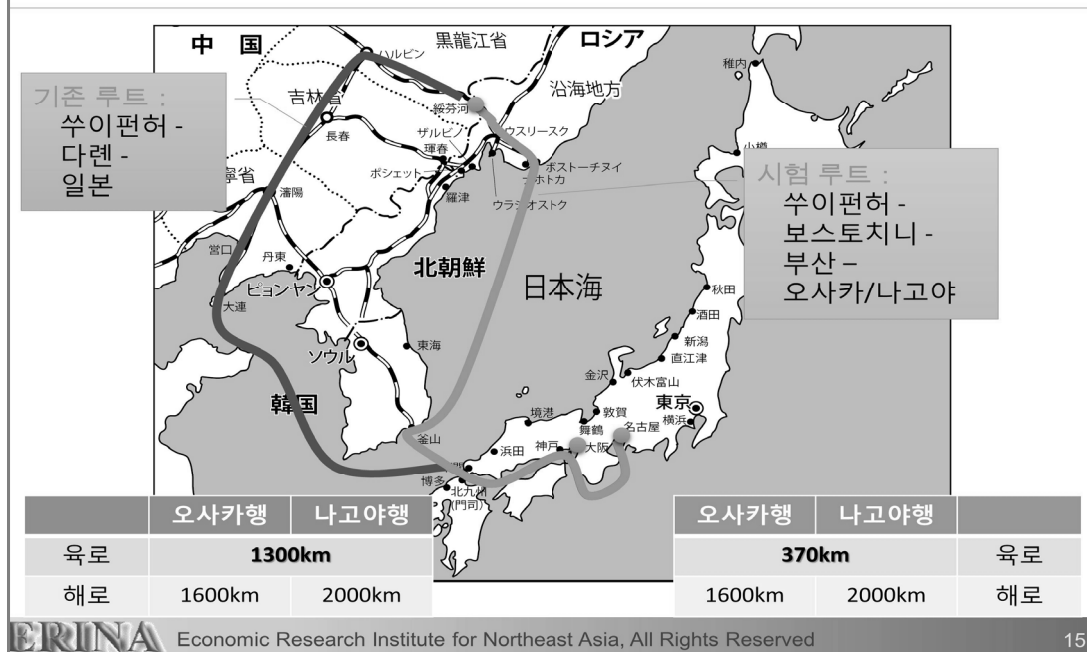 中 国
ハルビン
黒龍江省
ロシア
沿海地方
稚内
기존 루트 :
쑤이펀허 -
다롄 -
일본
吉林省
綏芬河
長春
ザルビノ
琿春
ウスリースク
ポシェット
ボストーチヌイ
ナホトカ
小樽
寧省
瀋陽
羅津
ウラジオストク
시험 루트 :
쑤이펀허 -
보스토치니 -
부산 –
오사카/나고야
営口
丹東
北朝鮮
日本海
大連
ピョンヤン
秋田
酒田
ソウル
東海
新潟
直江津
金沢
伏木富山
韓国
東京
敦賀
境港
舞鶴
名古屋
横浜
釜山
神戸
大阪
浜田
博多
北九州
(門司)
오사카행 나고야행
육로 1300km
해로 1600km 2000km
오사카행 나고야행
370km 육로
1600km 2000km 해로
ERINA Economic Research Institute for Northeast Asia, All Rights Reserved 15